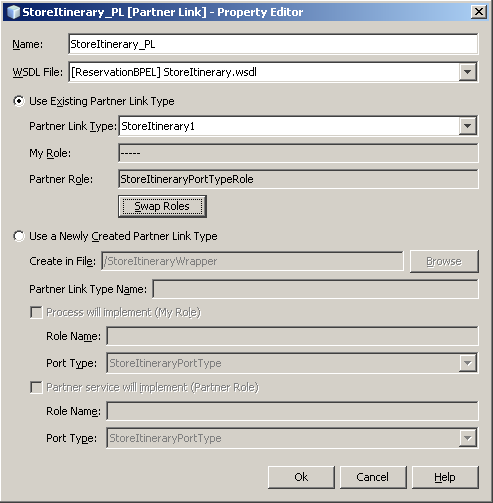 StoreItinerary_PL [Partner Link] - Property Editor
Name: StoreItinerary_PL
WSDL File: [ReservationBPEL] StoreItinerary.wsdl
Use Existing Partner Link Type
Partner Link Type: StoreItinerary1
My Role: -----
Partner Role: StoreItineraryPortTypeRole
Swap Roles
Use a Newly Created Partner Link Type
Create in File: /StoreItineraryWrapper Browse
Partner Link Type Name:
Process will implement (My Role)
Role Name:
Port Type: StoreItineraryPortType
Partner service will implement (Partner Role)
Role Name:
Port Type: StoreItineraryPortType
Ok Cancel Help